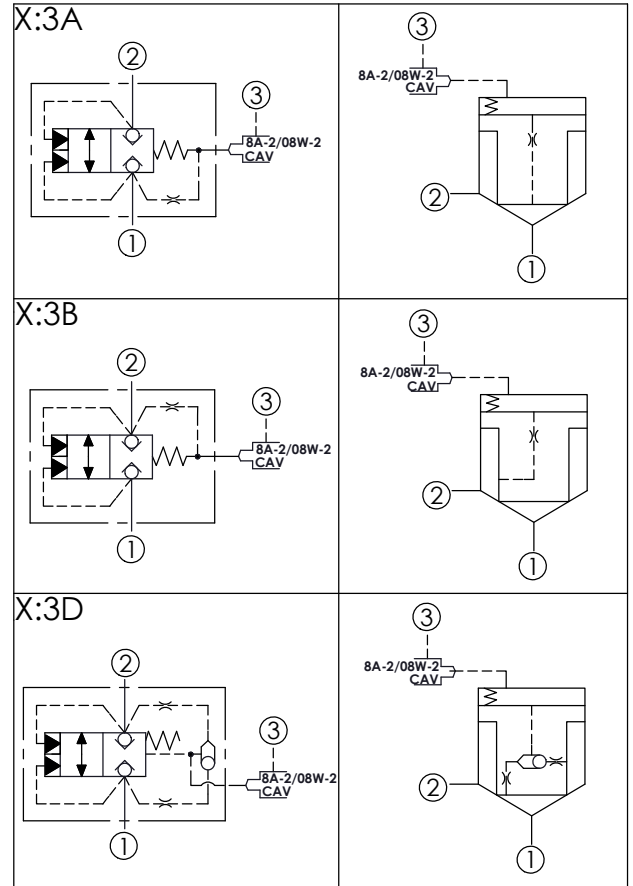 X:3A
②
③
8A-2/08W-2
CAV
①
③
8A-2/08W-2
CAV
②
①
X:3B
②
③
8A-2/08W-2
CAV
①
③
8A-2/08W-2
CAV
②
①
X:3D
②
③
8A-2/08W-2
CAV
①
③
8A-2/08W-2
CAV
②
①